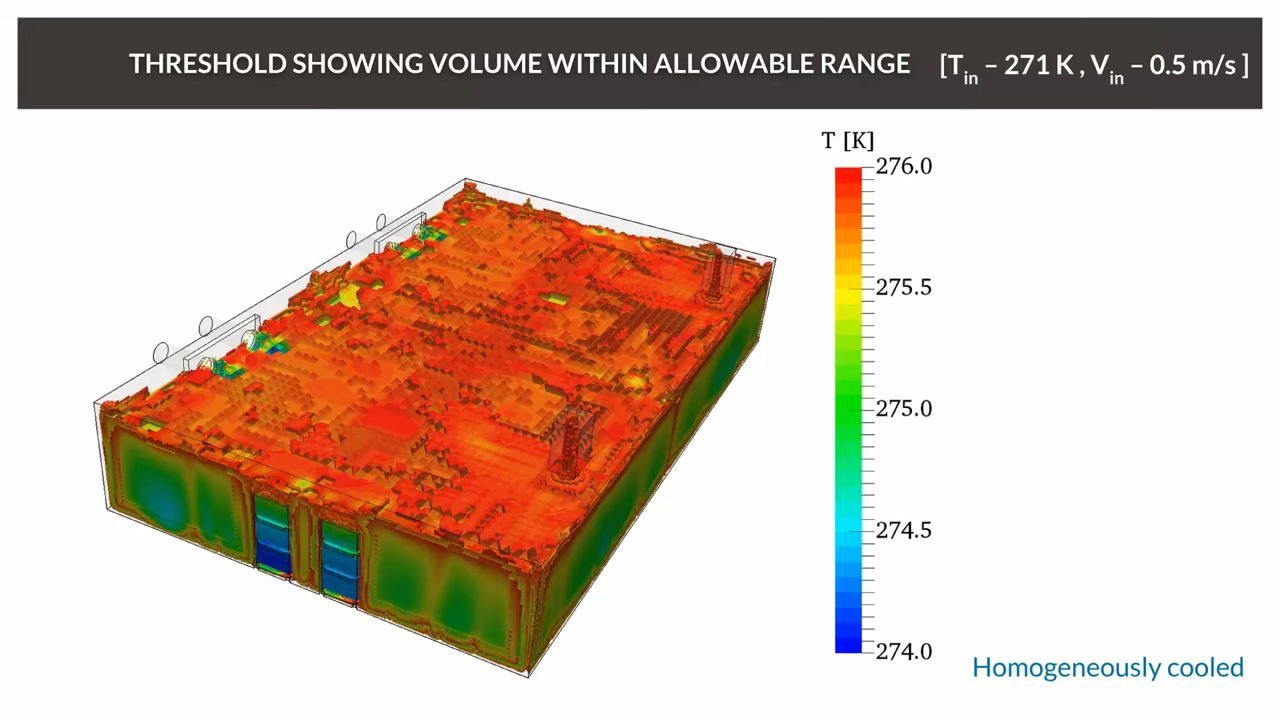 THRESHOLD SHOWING VOLUME WITHIN ALLOWABLE RANGE [Tin – 271 K , Vin – 0.5 m/s ]
T [K]
276.0
275.5
275.0
274.5
274.0
Homogeneously cooled